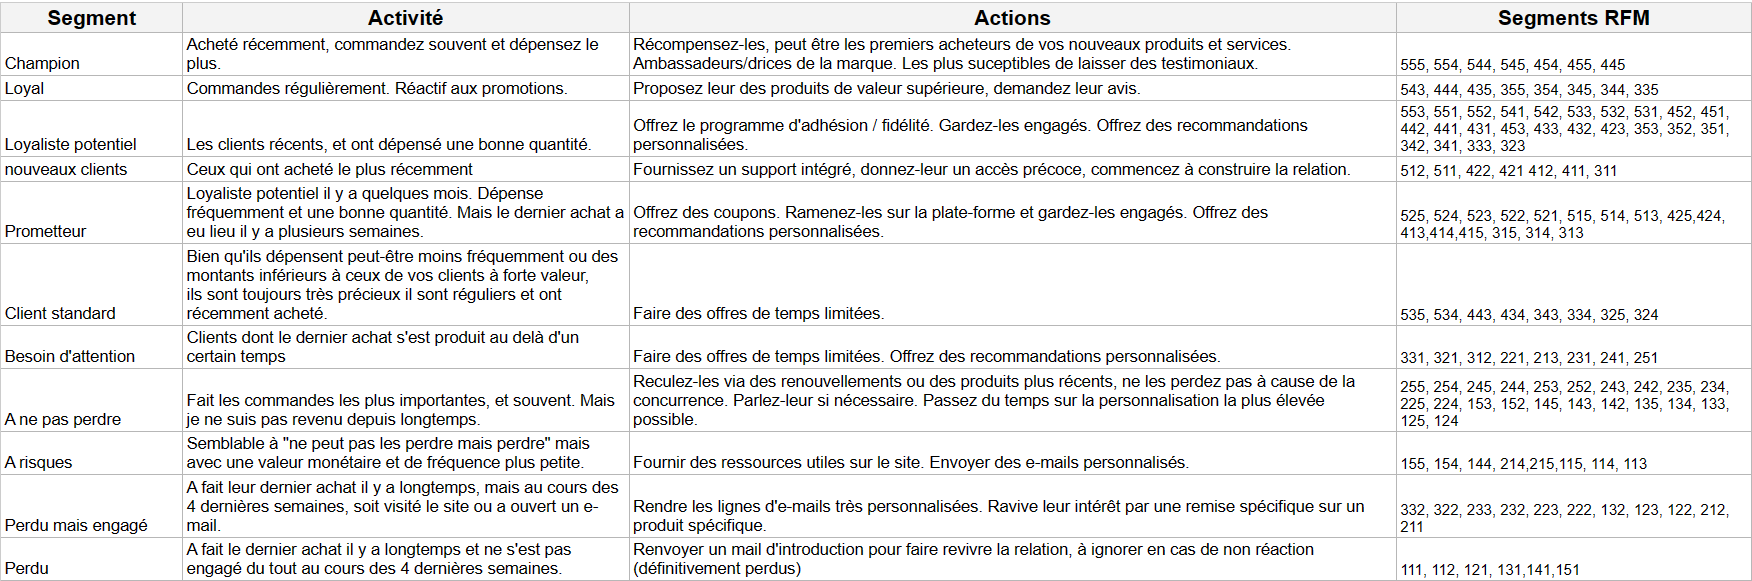 Segment	Activité	Actions	Segments RFM
Acheté récemment, commandez souvent et dépensez le
plus.
Récompensez-les, peut être les premiers acheteurs de vos nouveaux produits et services.
Ambassadeurs/drices de la marque. Les plus suceptibles de laisser des testimoniaux.
Champion
555, 554, 544, 545, 454, 455, 445
Loyal
Commandes régulièrement. Réactif aux promotions.
Proposez leur des produits de valeur supérieure, demandez leur avis.
543, 444, 435, 355, 354, 345, 344, 335
Loyaliste potentiel
Les clients récents, et ont dépensé une bonne quantité.
Offrez le programme d'adhésion / fidélité. Gardez-les engagés. Offrez des recommandations
personnalisées.
553, 551, 552, 541, 542, 533, 532, 531, 452, 451,
442, 441, 431, 453, 433, 432, 423, 353, 352, 351,
342, 341, 333, 323
nouveaux clients
Ceux qui ont acheté le plus récemment
Fournissez un support intégré, donnez-leur un accès précoce, commencez à construire la relation.
512, 511, 422, 421 412, 411, 311
Prometteur
Loyaliste potentiel il y a quelques mois. Dépense
fréquemment et une bonne quantité. Mais le dernier achat a
eu lieu il y a plusieurs semaines.
Offrez des coupons. Ramenez-les sur la plate-forme et gardez-les engagés. Offrez des
recommandations personnalisées.
525, 524, 523, 522, 521, 515, 514, 513, 425,424,
413,414,415, 315, 314, 313
Client standard
Bien qu'ils dépensent peut-être moins fréquemment ou des
montants inférieurs à ceux de vos clients à forte valeur,
ils sont toujours très précieux il sont réguliers et ont
récemment acheté.
Faire des offres de temps limitées.
535, 534, 443, 434, 343, 334, 325, 324
Besoin d'attention
Clients dont le dernier achat s'est produit au delà d'un
certain temps
Faire des offres de temps limitées. Offrez des recommandations personnalisées.
331, 321, 312, 221, 213, 231, 241, 251
A ne pas perdre
Fait les commandes les plus importantes, et souvent. Mais
je ne suis pas revenu depuis longtemps.
Reculez-les via des renouvellements ou des produits plus récents, ne les perdez pas à cause de la
concurrence. Parlez-leur si nécessaire. Passez du temps sur la personnalisation la plus élevée
possible.
255, 254, 245, 244, 253, 252, 243, 242, 235, 234,
225, 224, 153, 152, 145, 143, 142, 135, 134, 133,
125, 124
A risques
Semblable à "ne peut pas les perdre mais perdre" mais
avec une valeur monétaire et de fréquence plus petite.
Fournir des ressources utiles sur le site. Envoyer des e-mails personnalisés.
155, 154, 144, 214,215,115, 114, 113
Perdu mais engagé
A fait leur dernier achat il y a longtemps, mais au cours des
4 dernières semaines, soit visité le site ou a ouvert un e-
mail.
Rendre les lignes d'e-mails très personnalisées. Ravive leur intérêt par une remise spécifique sur un
produit spécifique.
332, 322, 233, 232, 223, 222, 132, 123, 122, 212,
211
Perdu
A fait le dernier achat il y a longtemps et ne s'est pas
engagé du tout au cours des 4 dernières semaines.
Renvoyer un mail d'introduction pour faire revivre la relation, à ignorer en cas de non réaction
(définitivement perdus)
111, 112, 121, 131,141,151